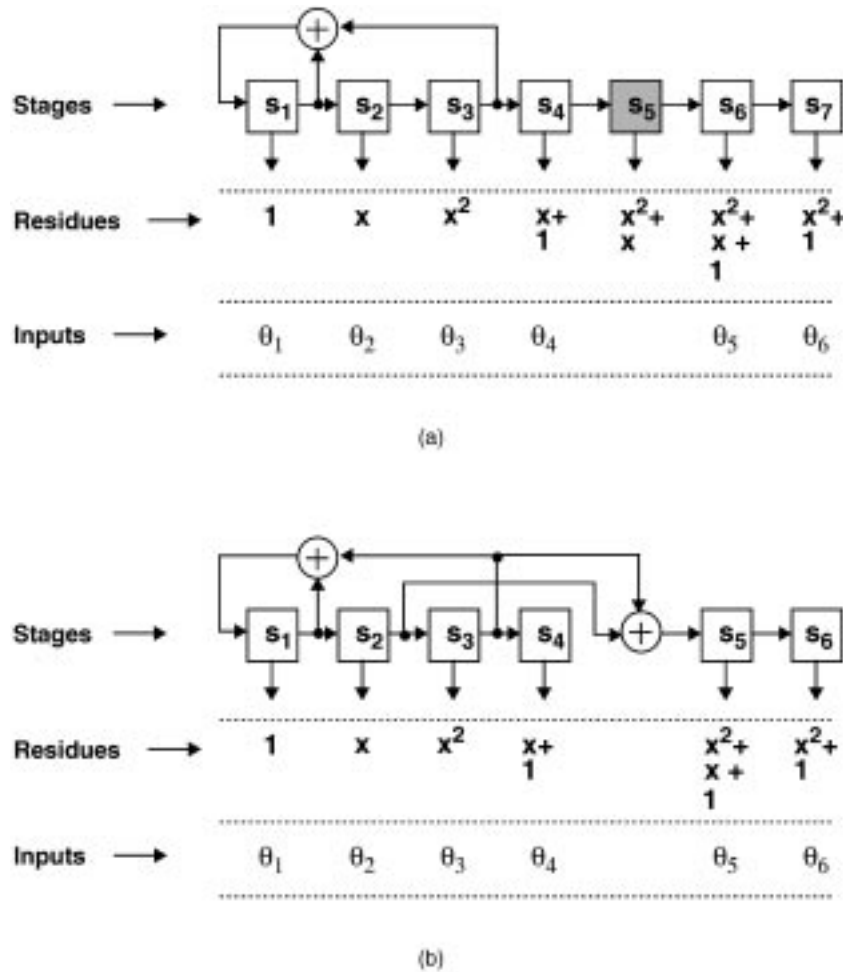 Stages s₁ s₂ s₃ s₄ s₅ s₆ s₇
Residues 1 x x² x+ x²+ x²+ x²+
1 x x + 1
1
Inputs θ₁ θ₂ θ₃ θ₄ θ₅ θ₆
(a)
Stages s₁ s₂ s₃ s₄ s₅ s₆
Residues 1 x x² x+ x²+ x²+
1 x + 1
1
Inputs θ₁ θ₂ θ₃ θ₄ θ₅ θ₆
(b)